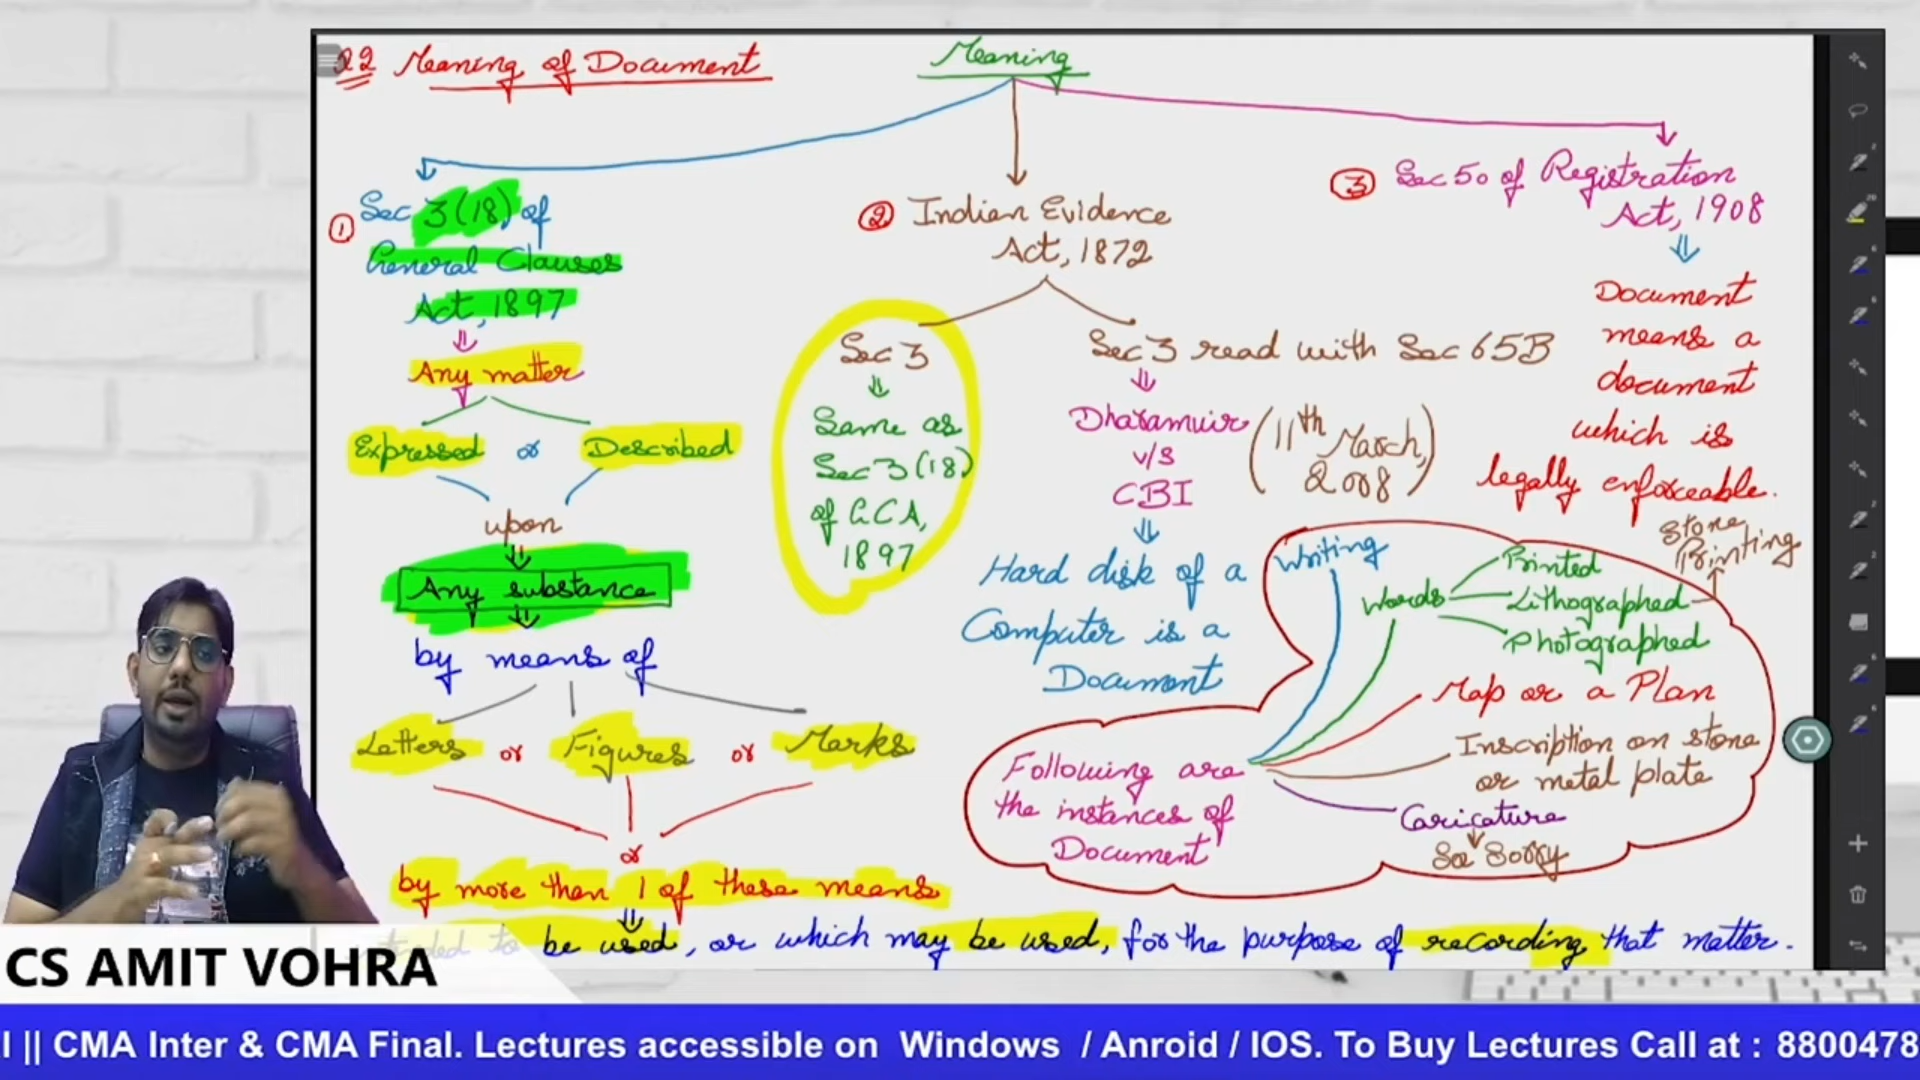 22 Meaning of Document
Meaning
① Sec 3(18) of
General Clauses
Act, 1897
Any matter
Expressed or Described
upon
Any substance
by means of
Letters or Figures or Marks
or
by more than 1 of these means
to be used, or which may be used, for the purpose of recording that matter.
② Indian Evidence
Act, 1872
Sec 3
Same as
Sec 3(18)
of GCA,
1897
Sec 3 read with Sec 65B
Dharamvir
v/s
CBI
(11th March,
2008)
Hard disk of a
Computer is a
Document
③ Sec 50 of Registration
Act, 1908
Document
means a
document
which is
legally enforceable.
Following are
the instances of
Document
Writing
Words
Printed
Lithographed
Stone
Printing
Photographed
Map or a Plan
Inscription on stone
or metal plate
Caricature
Sorry
CS AMIT VOHRA
l || CMA Inter & CMA Final. Lectures accessible on Windows / Anroid / IOS. To Buy Lectures Call at : 8800478